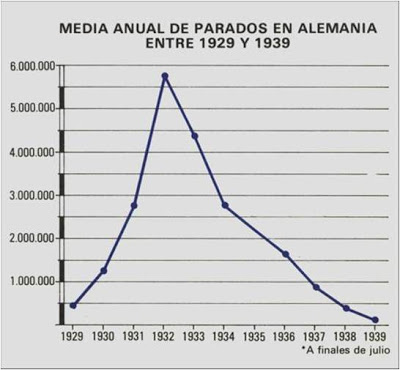 MEDIA ANUAL DE PARADOS EN ALEMANIA
ENTRE 1929 Y 1939
6.000.000
5.000.000
4.000.000
3.000.000
2.000.000
1.000.000
1929 1930 1931 1932 1933 1934 1935 1936 1937 1938 1939
*A finales de julio